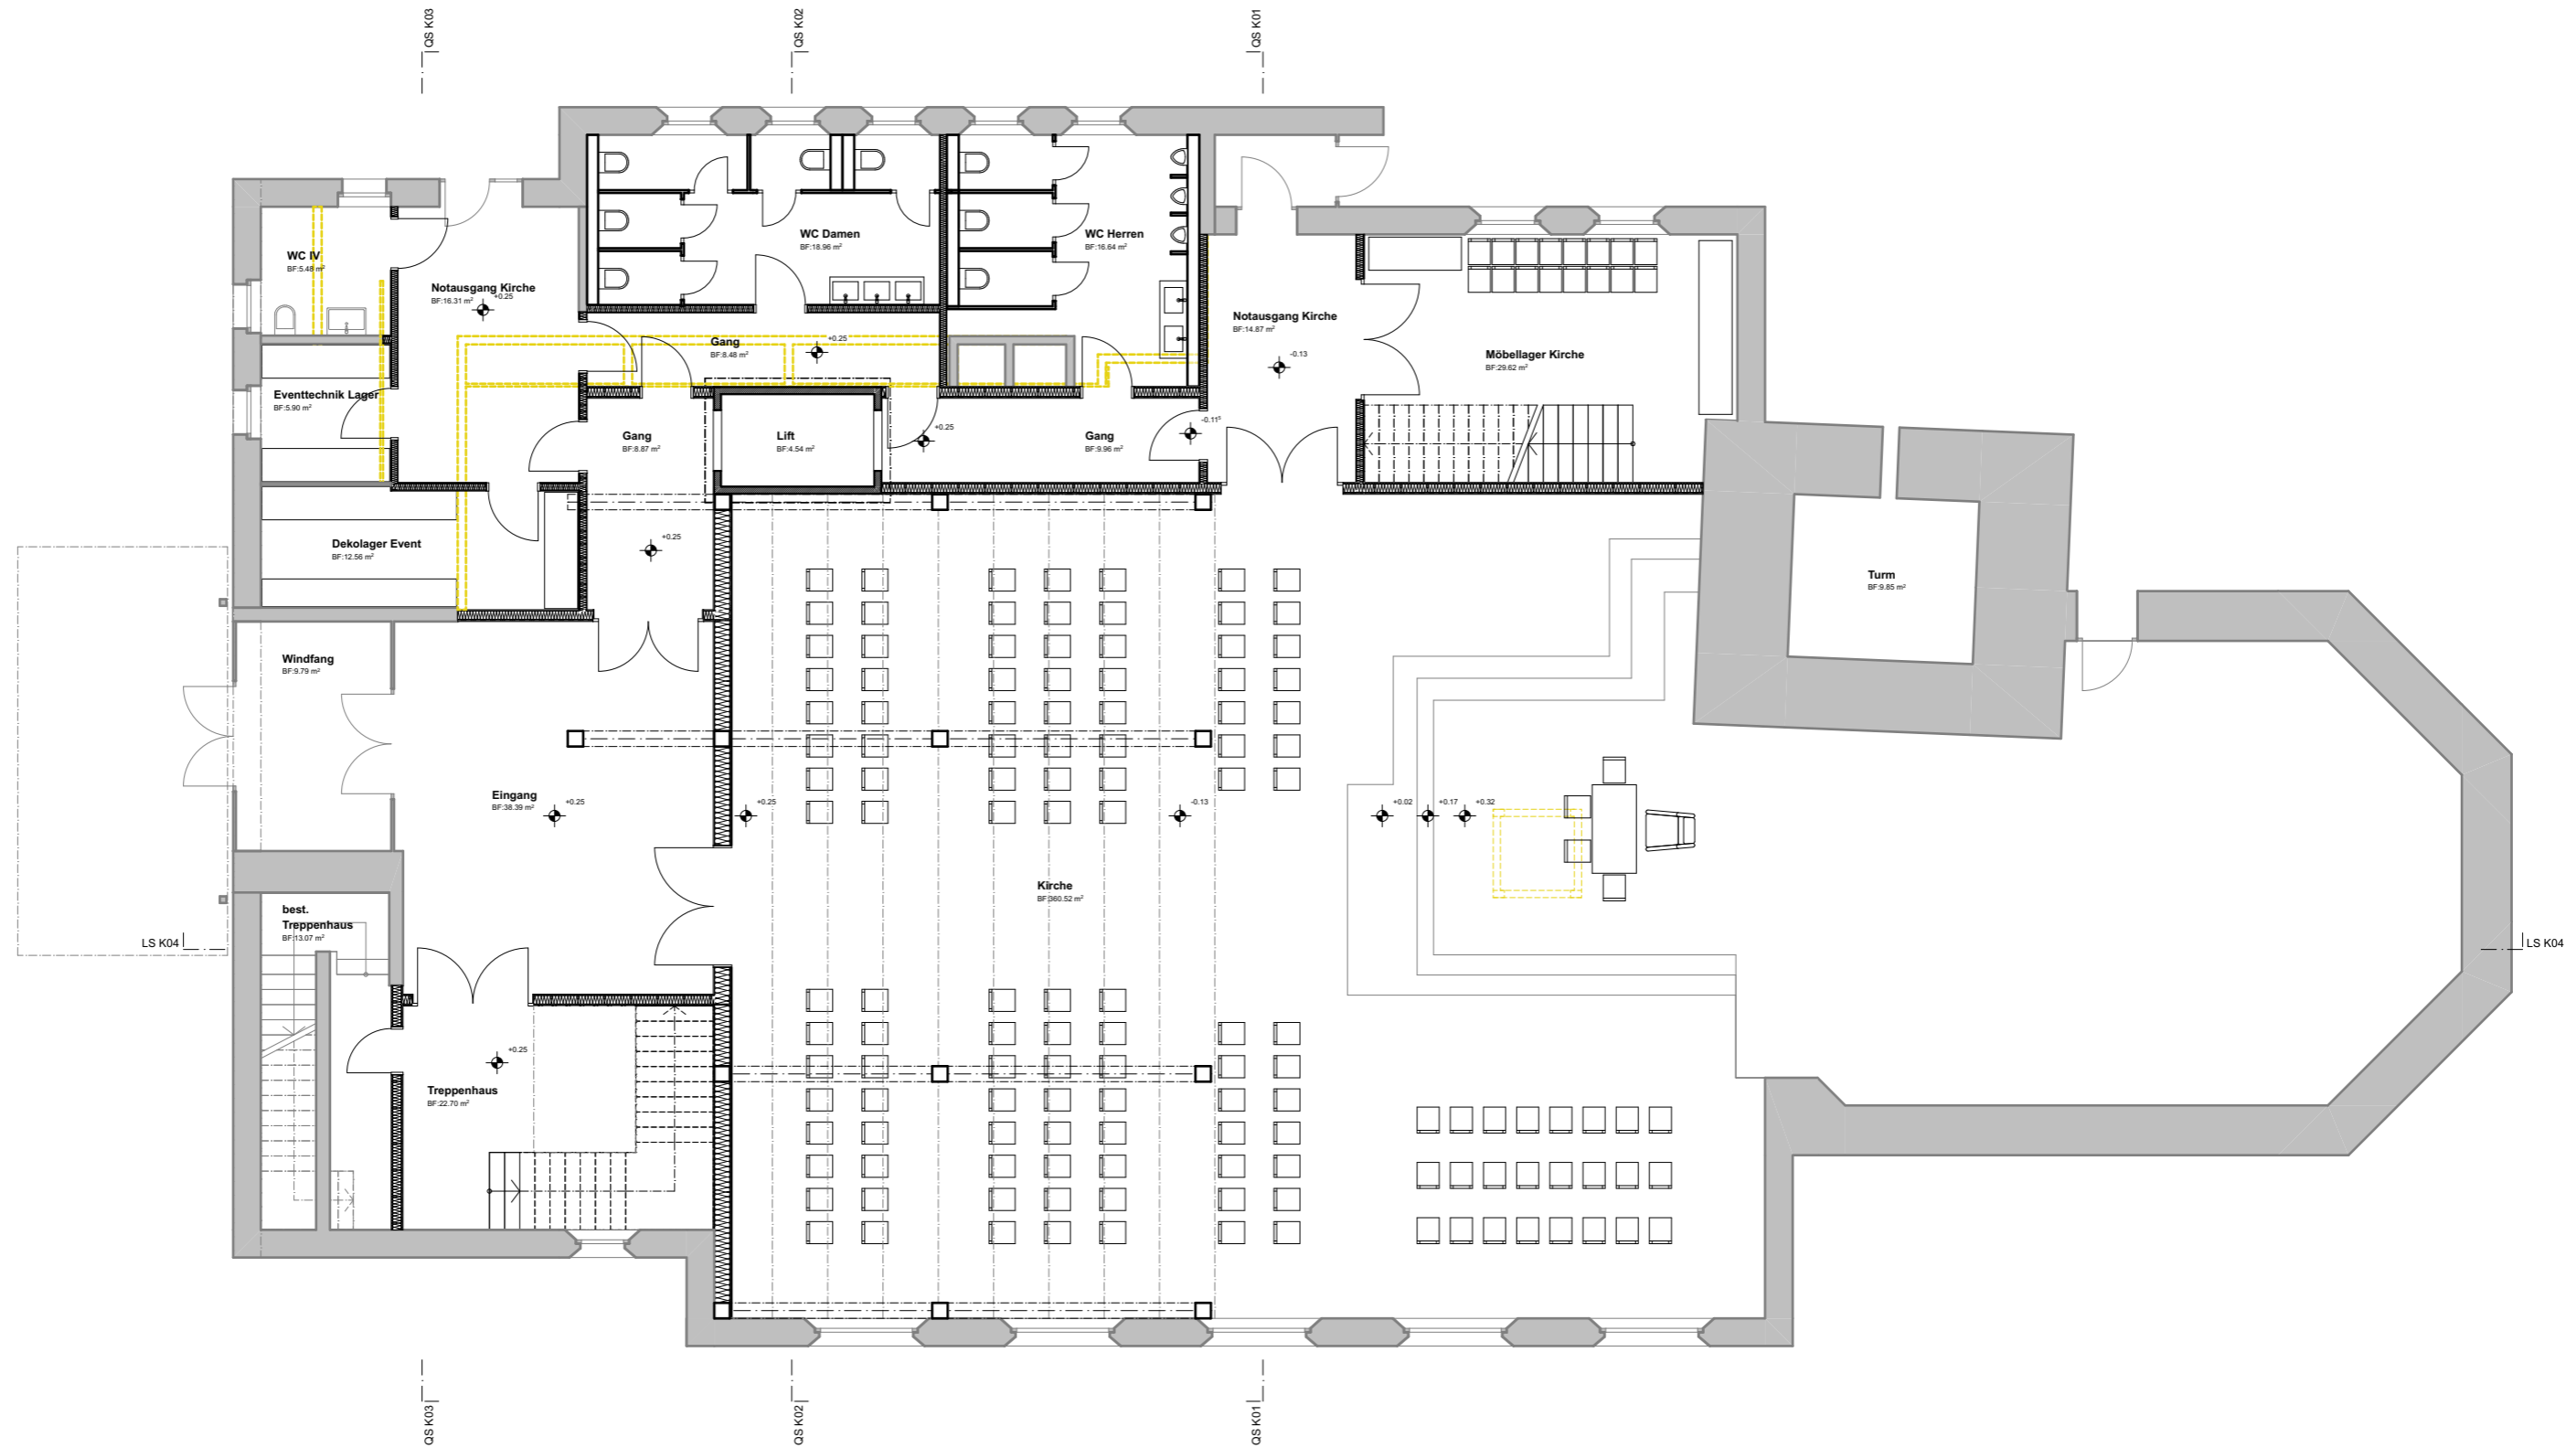 QS K03
QS K02
QS K01
WC IV
BF:5.48 m²
Notausgang Kirche
BF:16.31 m²
+0.25
WC Damen
BF:18.96 m²
WC Herren
BF:16.64 m²
Notausgang Kirche
BF:14.87 m²
-0.13
Möbellager Kirche
BF:29.62 m²
Gang
BF:8.48 m²
+0.25
Eventtechnik Lager
BF:5.90 m²
Gang
BF:8.87 m²
Lift
BF:4.54 m²
+0.25
Gang
BF:9.96 m²
-0.11⁵
Dekolager Event
BF:12.56 m²
+0.25
Turm
BF:9.85 m²
Windfang
BF:9.79 m²
Eingang
BF:38.39 m²
+0.25
+0.25
-0.13
+0.02
+0.17
+0.32
Kirche
BF:360.52 m²
best.
Treppenhaus
BF:13.07 m²
LS K04
LS K04
+0.25
Treppenhaus
BF:22.70 m²
QS K03
QS K02
QS K01